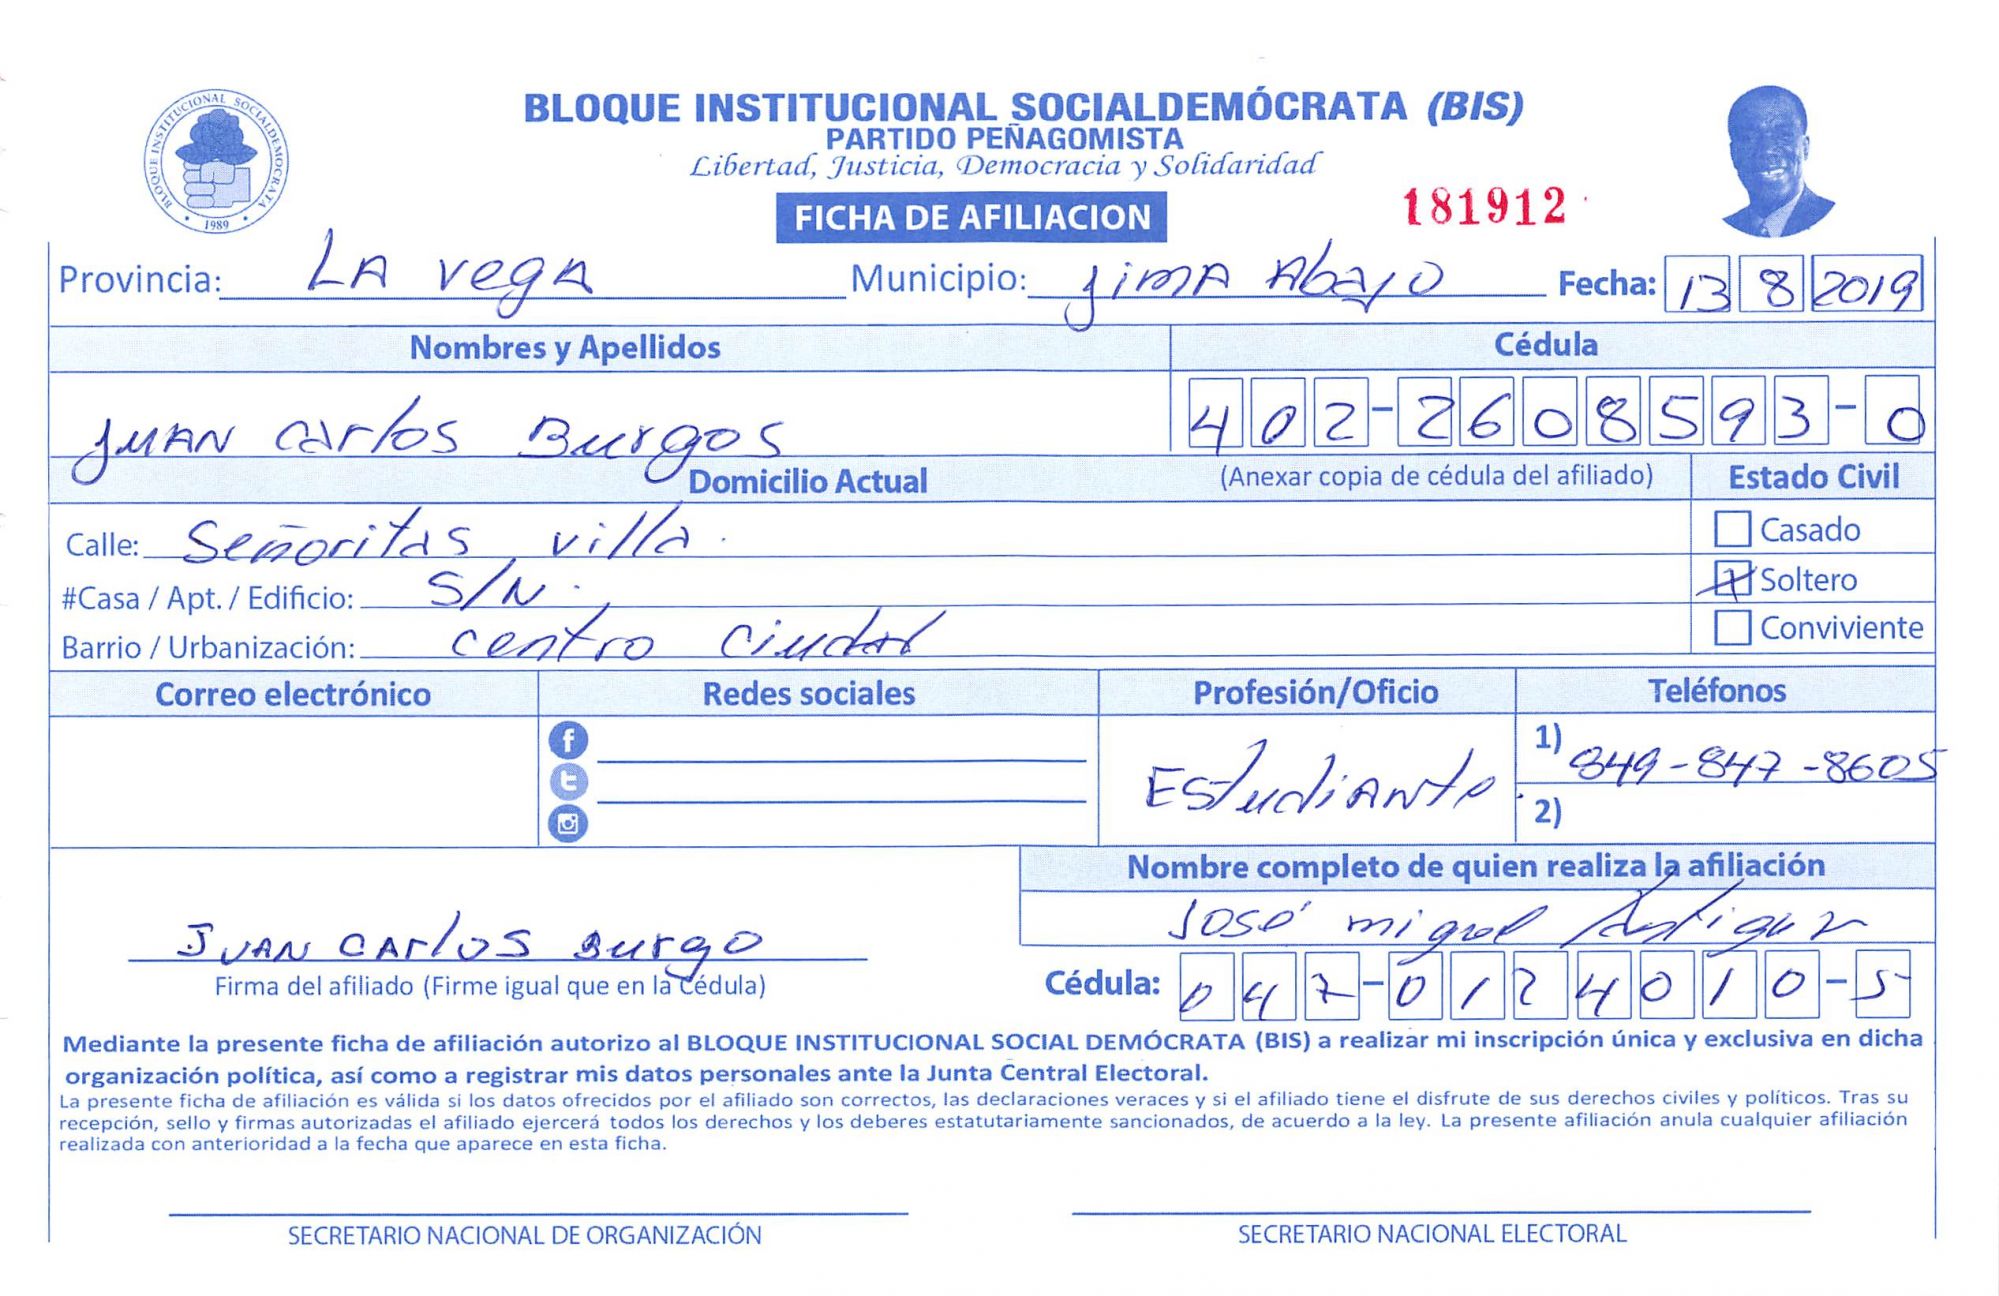 BLOQUE INSTITUCIONAL SOCIALDEMOCRATA
1989
BLOQUE INSTITUCIONAL SOCIALDEMÓCRATA (BIS)
PARTIDO PEÑAGOMISTA
Libertad, Justicia, Democracia y Solidaridad
FICHA DE AFILIACION
181912
Provincia: LA Vega Municipio: Jima Abajo Fecha: 13 8 2019
Nombres y Apellidos Cédula
Juan Carlos Burgos 402-2608593-0
Domicilio Actual (Anexar copia de cédula del afiliado) Estado Civil
Calle: Señoritas villa. Casado
#Casa / Apt. / Edificio: S/N. Soltero
Barrio / Urbanización: centro Ciudad Conviviente
Correo electrónico Redes sociales Profesión/Oficio Teléfonos
Estudiante. 1) 849-847-8605
2)
Nombre completo de quien realiza la afiliación
José miguel
Juan Carlos Burgo
Firma del afiliado (Firme igual que en la Cédula) Cédula: 047-0124010-5
Mediante la presente ficha de afiliación autorizo al BLOQUE INSTITUCIONAL SOCIAL DEMÓCRATA (BIS) a realizar mi inscripción única y exclusiva en dicha
organización política, así como a registrar mis datos personales ante la Junta Central Electoral.
La presente ficha de afiliación es válida si los datos ofrecidos por el afiliado son correctos, las declaraciones veraces y si el afiliado tiene el disfrute de sus derechos civiles y políticos. Tras su
recepción, sello y firmas autorizadas el afiliado ejercerá todos los derechos y los deberes estatutariamente sancionados, de acuerdo a la ley. La presente afiliación anula cualquier afiliación
realizada con anterioridad a la fecha que aparece en esta ficha.
SECRETARIO NACIONAL DE ORGANIZACIÓN SECRETARIO NACIONAL ELECTORAL